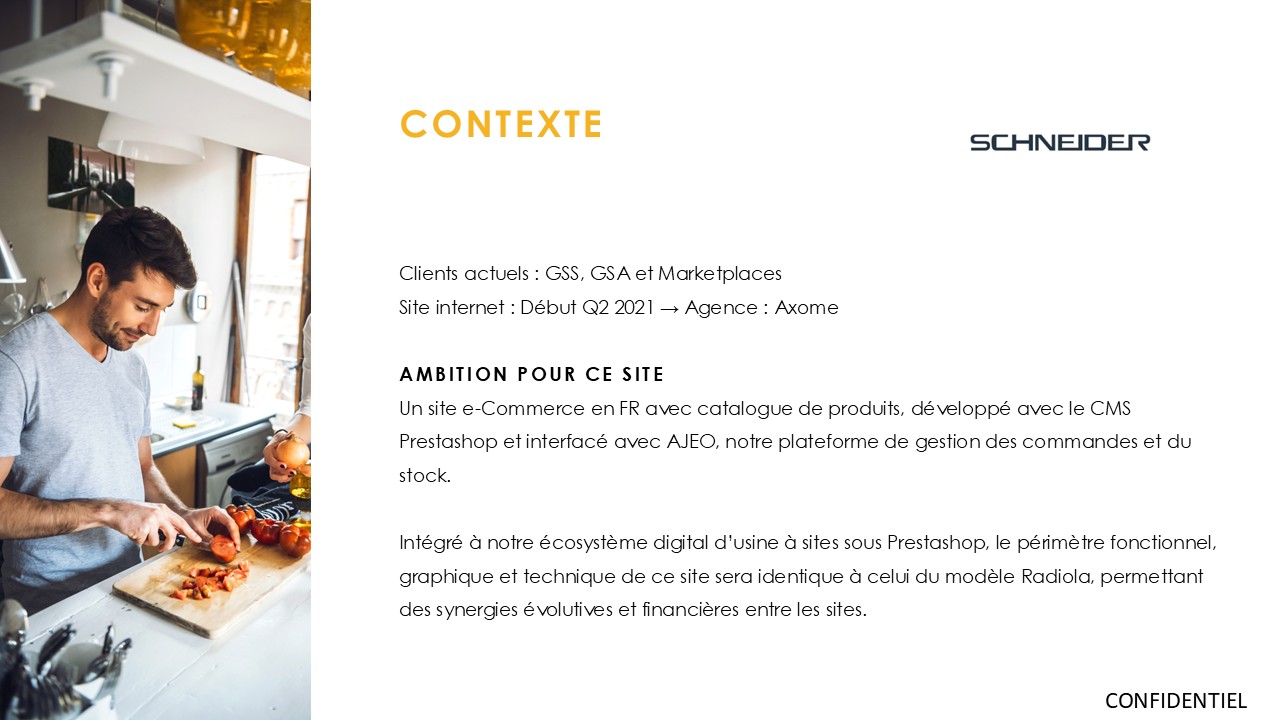 CONTEXTE
SCHNEIDER
Clients actuels : GSS, GSA et Marketplaces
Site internet : Début Q2 2021 → Agence : Axome
AMBITION POUR CE SITE
Un site e-Commerce en FR avec catalogue de produits, développé avec le CMS
Prestashop et interfacé avec AJEO, notre plateforme de gestion des commandes et du
stock.
Intégré à notre écosystème digital d’usine à sites sous Prestashop, le périmètre fonctionnel,
graphique et technique de ce site sera identique à celui du modèle Radiola, permettant
des synergies évolutives et financières entre les sites.
CONFIDENTIEL